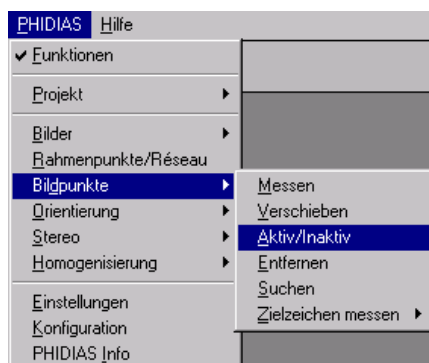 PHIDIAS Hilfe
Funktionen
Projekt
Bilder
Rahmenpunkte/Réseau
Bildpunkte
Orientierung
Stereo
Homogenisierung
Einstellungen
Konfiguration
PHIDIAS Info
Messen
Verschieben
Aktiv/Inaktiv
Entfernen
Suchen
Zielzeichen messen